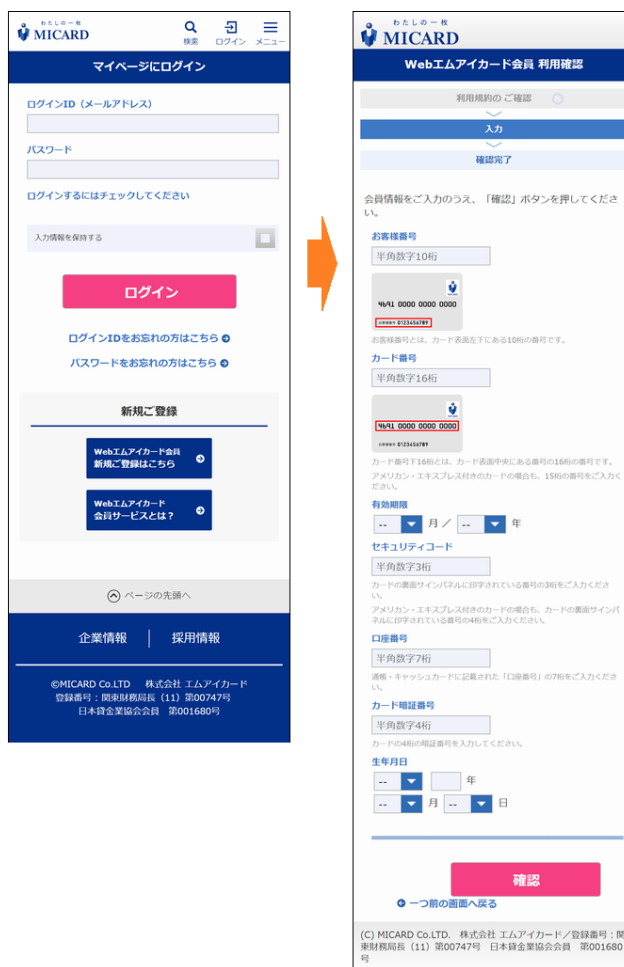 わたしの一枚
MICARD
検索
ログイン
メニュー
マイページにログイン
ログインID（メールアドレス）
パスワード
ログインするにはチェックしてください
入力情報を保持する
ログイン
ログインIDをお忘れの方はこちら
パスワードをお忘れの方はこちら
新規ご登録
Webエムアイカード会員
新規ご登録はこちら
Webエムアイカード
会員サービスとは？
ページの先頭へ
企業情報
採用情報
©MICARD Co.LTD 株式会社 エムアイカード
登録番号：関東財務局長（11）第00747号
日本貸金業協会会員 第001680号
わたしの一枚
MICARD
Webエムアイカード会員 利用確認
利用規約の ご確認
入力
確認完了
会員情報をご入力のうえ、「確認」ボタンを押してくださ
い。
お客様番号
半角数字10桁
4691 0000 0000 0000
0123456789
お客様番号とは、カード表面左下にある10桁の番号です。
カード番号
半角数字16桁
4691 0000 0000 0000
0123456789
カード番号下16桁とは、カード表面中央にある番号の16桁の番号です。
アメリカン・エキスプレス付きのカードの場合も、15桁の番号をご入力く
ださい。
有効期限
-- 月 / -- 年
セキュリティコード
半角数字3桁
カードの裏面サインパネルに印字されている番号の3桁をご入力くださ
い。
アメリカン・エキスプレス付きのカードの場合も、カードの裏面サインパ
ネルに印字されている番号の4桁をご入力ください。
口座番号
半角数字7桁
通帳・キャッシュカードに記載された「口座番号」の7桁をご入力くださ
い。
カード暗証番号
半角数字4桁
カードの4桁の暗証番号を入力してください。
生年月日
-- 年
-- 月 -- 日
確認
一つ前の画面へ戻る
(C) MICARD Co.LTD. 株式会社 エムアイカード／登録番号：関
東財務局長（11）第00747号 日本貸金業協会会員 第001680
号